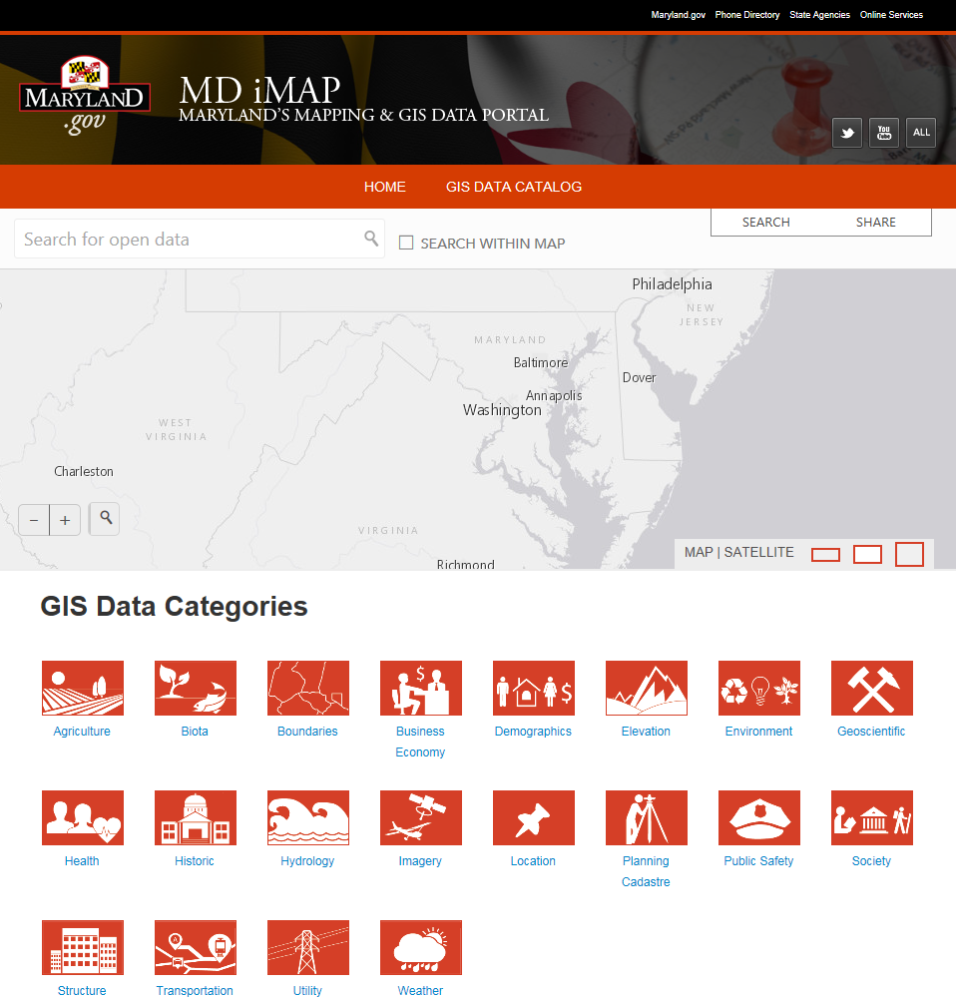 Maryland.gov Phone Directory State Agencies Online Services
MARYLAND
.gov
MD iMAP
MARYLAND'S MAPPING & GIS DATA PORTAL
You
Tube
ALL
HOME GIS DATA CATALOG
Search for open data
SEARCH WITHIN MAP
SEARCH SHARE
Philadelphia
NEW
JERSEY
MARYLAND
Baltimore
Dover
Annapolis
Washington
WEST
VIRGINIA
Charleston
− +
VIRGINIA
Richmond
MAP | SATELLITE
GIS Data Categories
$
$
Agriculture Biota Boundaries Business Demographics Elevation Environment Geoscientific
Economy
Health Historic Hydrology Imagery Location Planning Public Safety Society
Cadastre
A
Structure Transportation Utility Weather